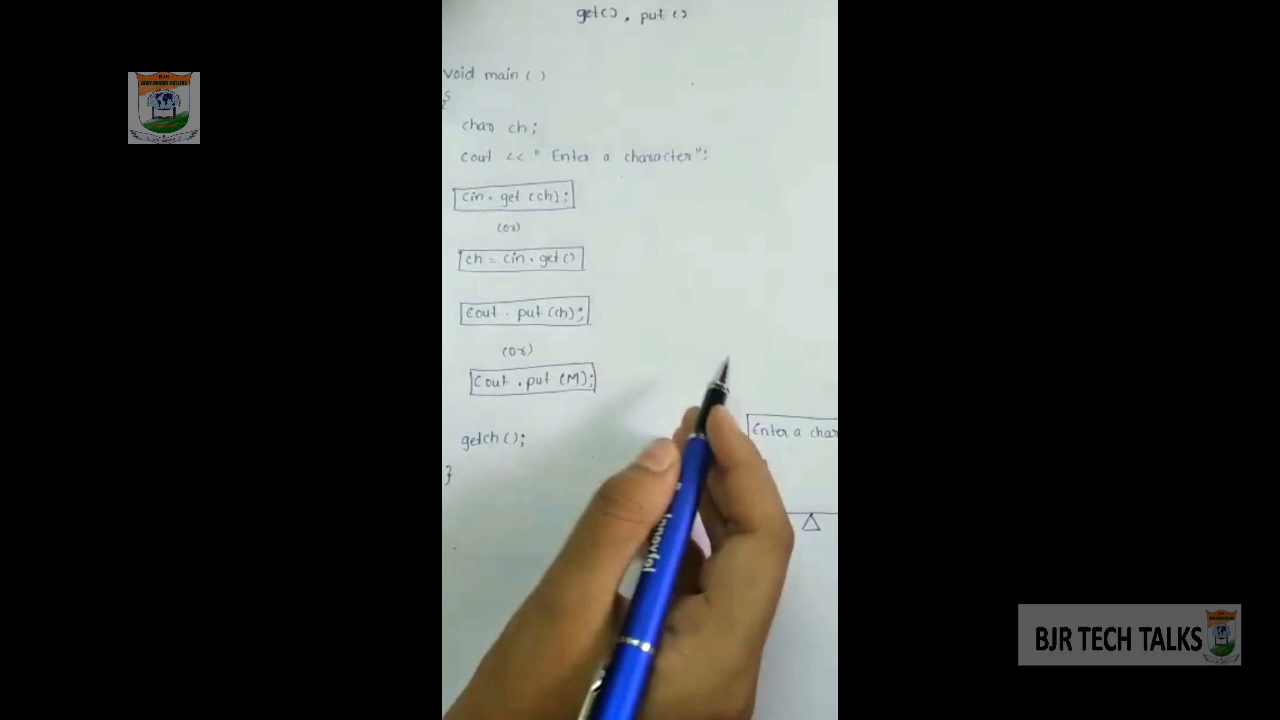 get(), put ()
void main ( )
{
char ch;
cout << " Enter a character";
cin. get (ch);
(or)
ch = cin. get()
cout . put (ch);
(or)
Cout . put (M);
getch ();
}
Enter a char
BJR TECH TALKS